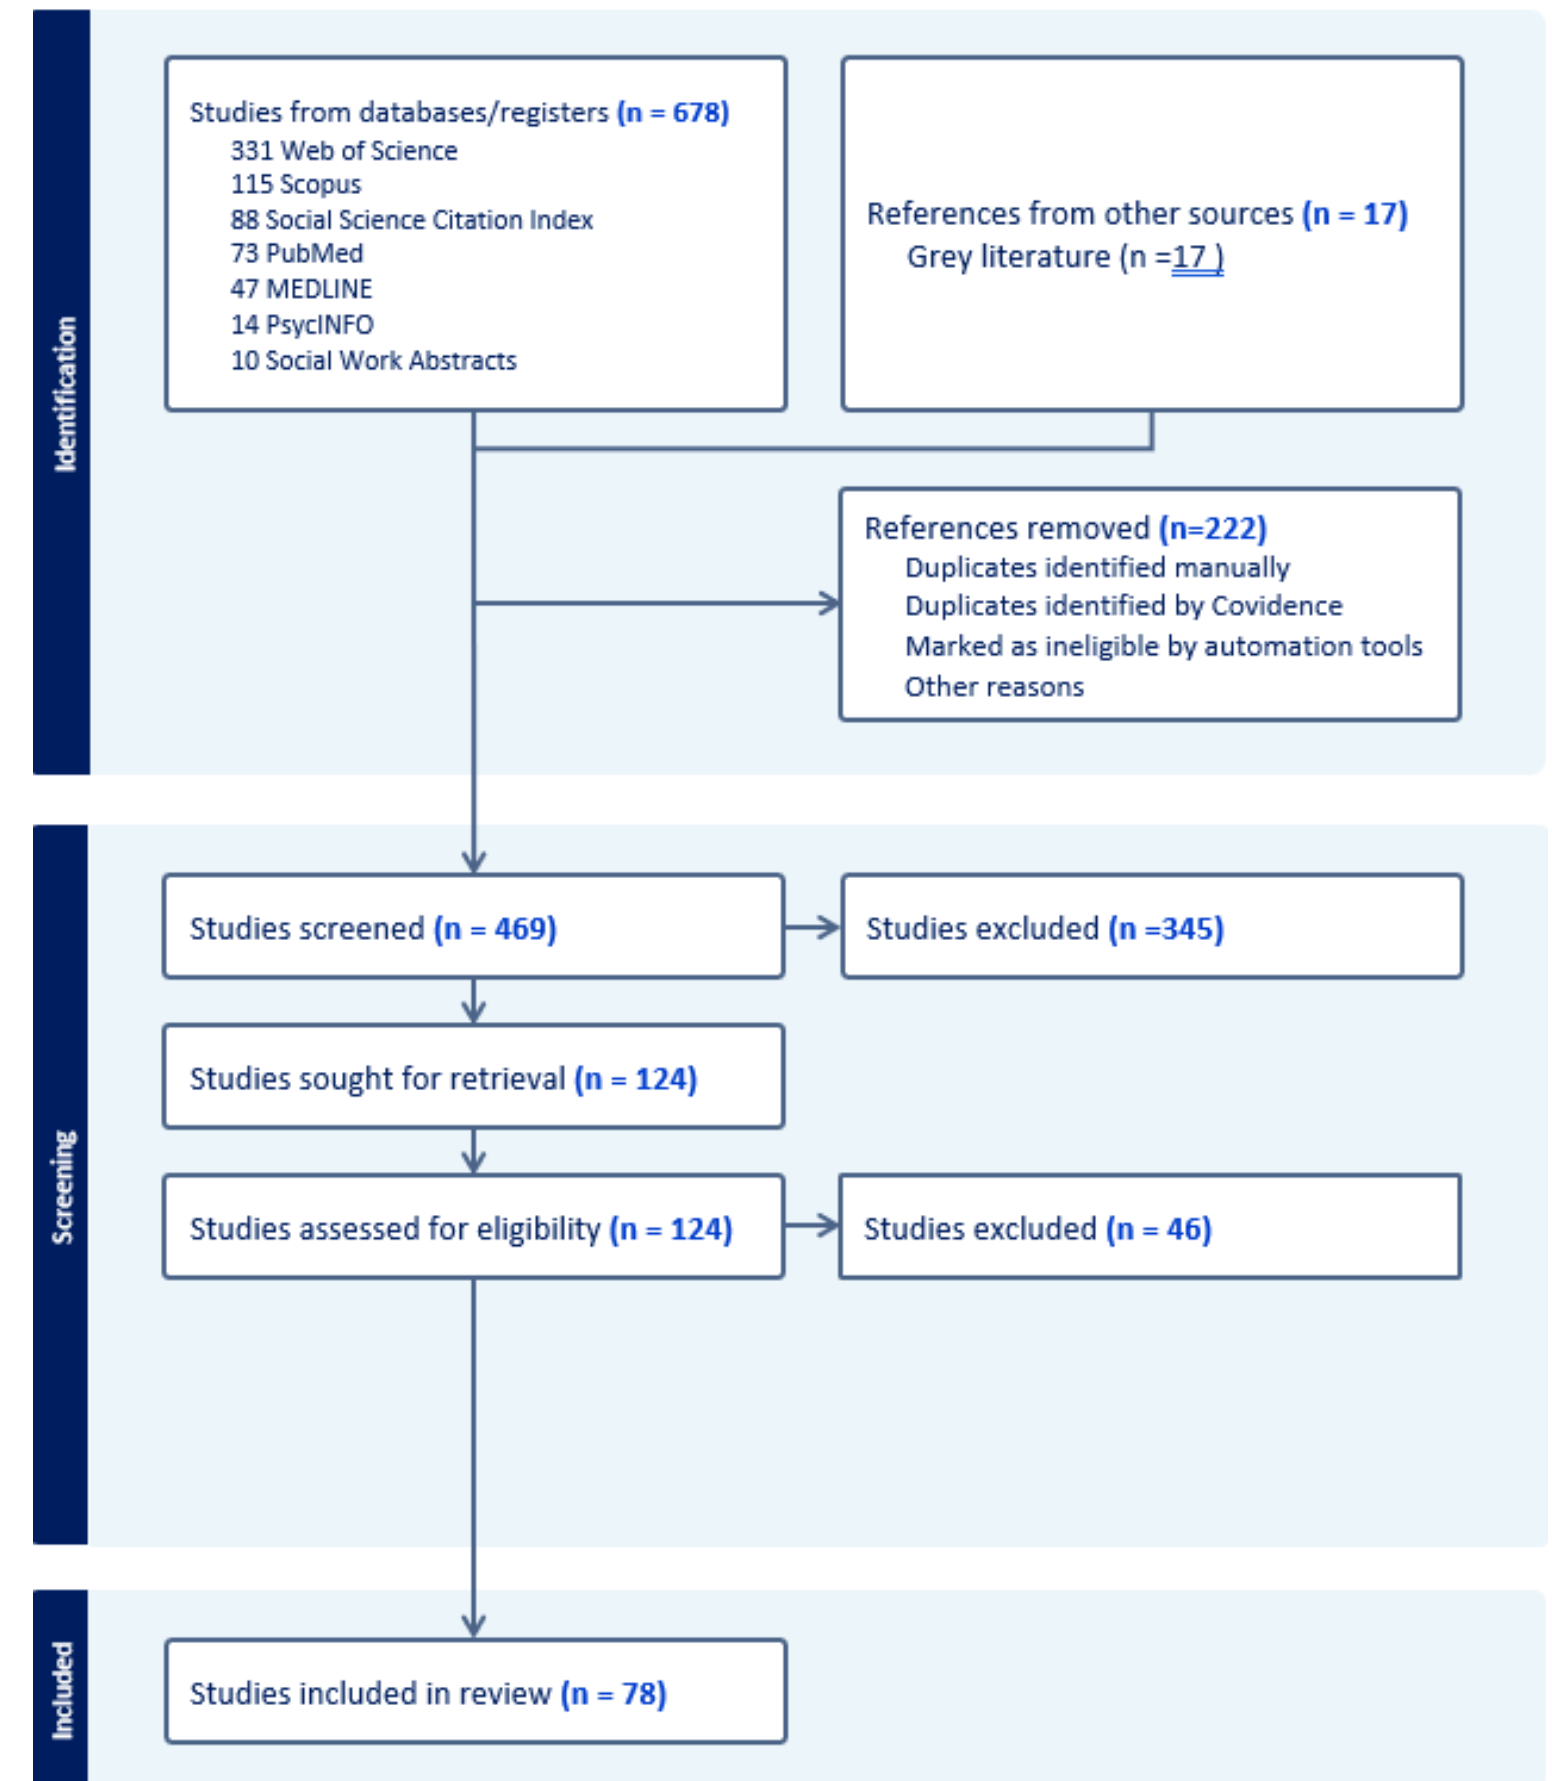 Identification
Studies from databases/registers (n = 678)
331 Web of Science
115 Scopus
88 Social Science Citation Index
73 PubMed
47 MEDLINE
14 PsycINFO
10 Social Work Abstracts
References from other sources (n = 17)
Grey literature (n =17 )
References removed (n=222)
Duplicates identified manually
Duplicates identified by Covidence
Marked as ineligible by automation tools
Other reasons
Screening
Studies screened (n = 469)
Studies excluded (n =345)
Studies sought for retrieval (n = 124)
Studies assessed for eligibility (n = 124)
Studies excluded (n = 46)
Included
Studies included in review (n = 78)